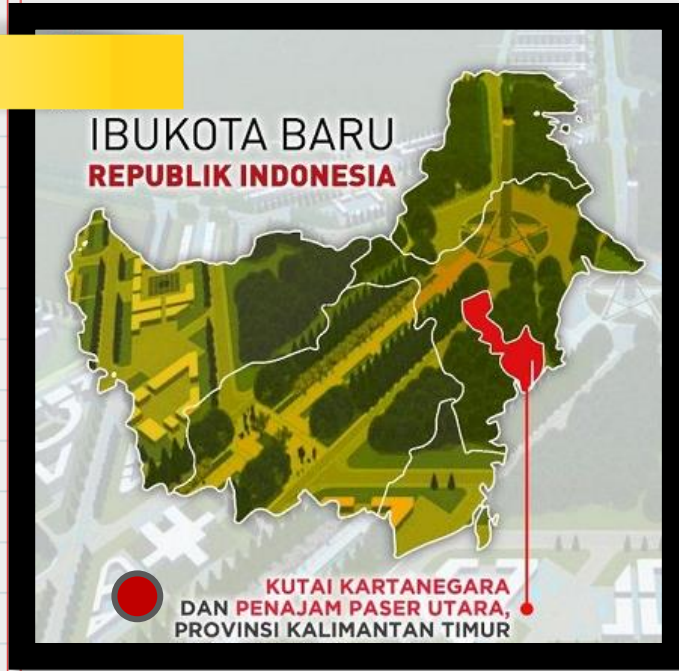 IBUKOTA BARU
REPUBLIK INDONESIA
KUTAI KARTANEGARA
DAN PENAJAM PASER UTARA,
PROVINSI KALIMANTAN TIMUR